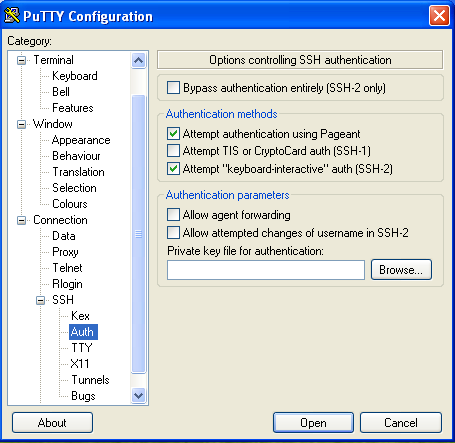 PuTTY Configuration
Category:
Terminal
Keyboard
Bell
Features
Window
Appearance
Behaviour
Translation
Selection
Colours
Connection
Data
Proxy
Telnet
Rlogin
SSH
Kex
Auth
TTY
X11
Tunnels
Bugs
Options controlling SSH authentication
Bypass authentication entirely (SSH-2 only)
Authentication methods
Attempt authentication using Pageant
Attempt TIS or CryptoCard auth (SSH-1)
Attempt "keyboard-interactive" auth (SSH-2)
Authentication parameters
Allow agent forwarding
Allow attempted changes of username in SSH-2
Private key file for authentication:
Browse...
About
Open
Cancel